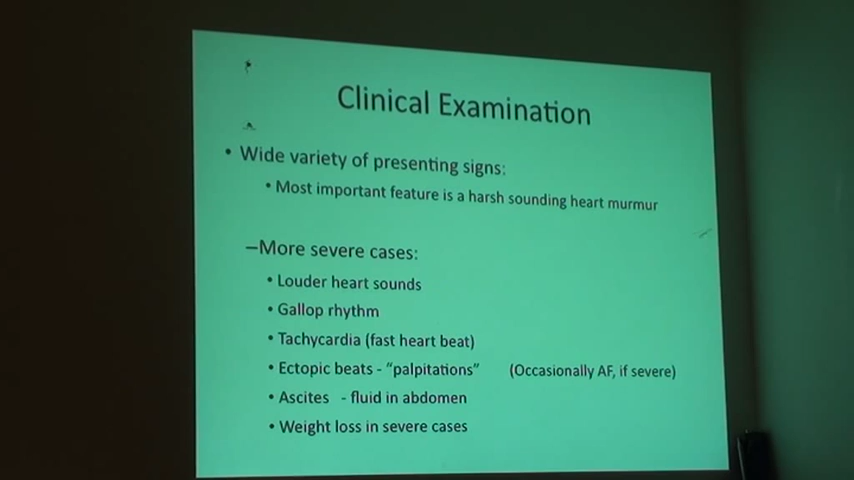 Clinical Examination
• Wide variety of presenting signs:
• Most important feature is a harsh sounding heart murmur
–More severe cases:
• Louder heart sounds
• Gallop rhythm
• Tachycardia (fast heart beat)
• Ectopic beats - “palpitations” (Occasionally AF, if severe)
• Ascites - fluid in abdomen
• Weight loss in severe cases